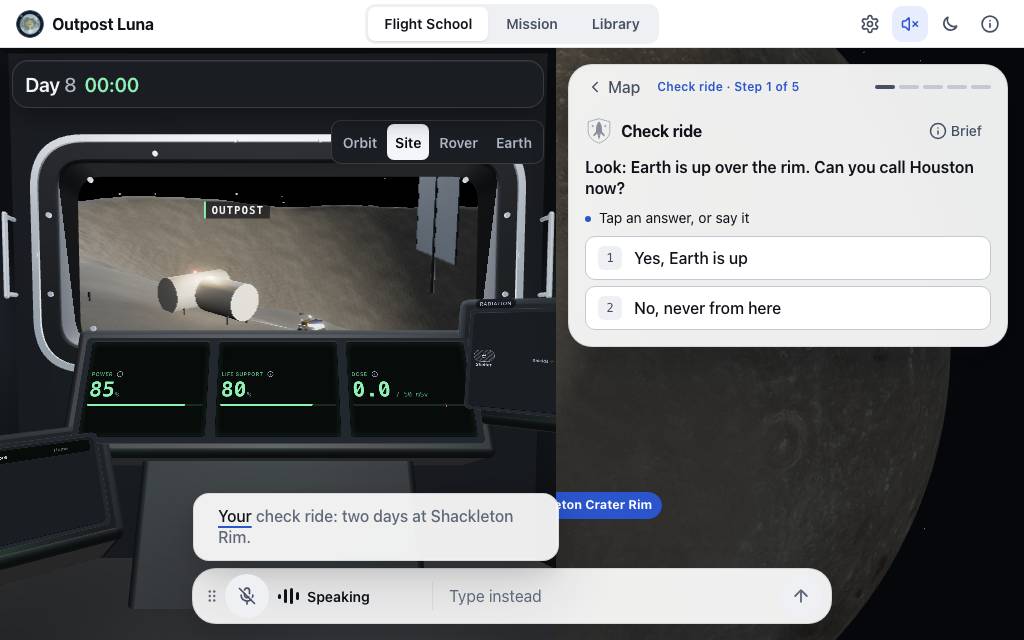 Outpost Luna
Flight School
Mission
Library
Day 8 00:00
Orbit
Site
Rover
Earth
OUTPOST
RADIATION
POWER
85%
LIFE SUPPORT
80%
DOSE
0.0 / 50 mSv
Shelter
Map
Check ride · Step 1 of 5
Check ride
Brief
Look: Earth is up over the rim. Can you call Houston
now?
Tap an answer, or say it
1 Yes, Earth is up
2 No, never from here
eton Crater Rim
Your check ride: two days at Shackleton
Rim.
Speaking
Type instead